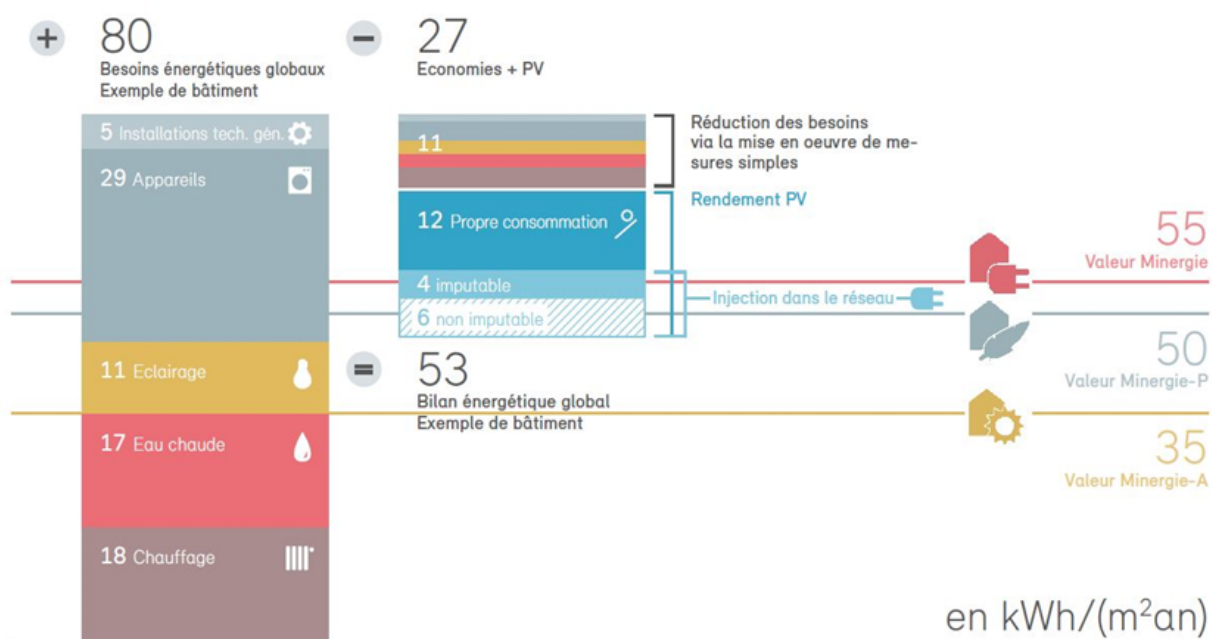 80
Besoins énergétiques globaux
Exemple de bâtiment
5 Installations tech. gén.
29 Appareils
11 Eclairage
17 Eau chaude
18 Chauffage
27
Economies + PV
11
Réduction des besoins
via la mise en oeuvre de me-
sures simples
Rendement PV
12 Propre consommation
4 imputable
6 non imputable
Injection dans le réseau
53
Bilan énergétique global
Exemple de bâtiment
55
Valeur Minergie
50
Valeur Minergie-P
35
Valeur Minergie-A
en kWh/(m²an)